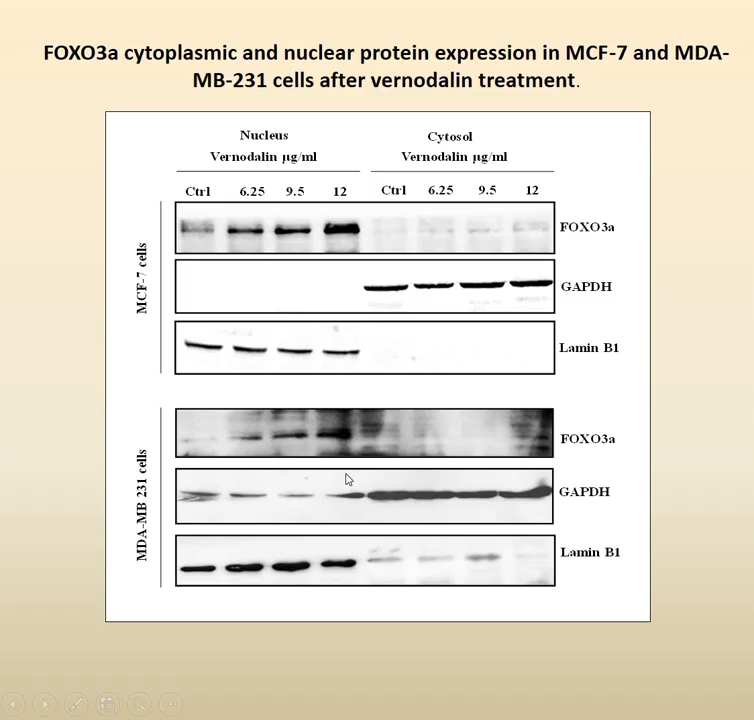 FOXO3a cytoplasmic and nuclear protein expression in MCF-7 and MDA-
MB-231 cells after vernodalin treatment.
Nucleus Cytosol
Vernodalin µg/ml Vernodalin µg/ml
Ctrl 6.25 9.5 12 Ctrl 6.25 9.5 12
MCF-7 cells
FOXO3a
GAPDH
Lamin B1
MDA-MB 231 cells
FOXO3a
GAPDH
Lamin B1